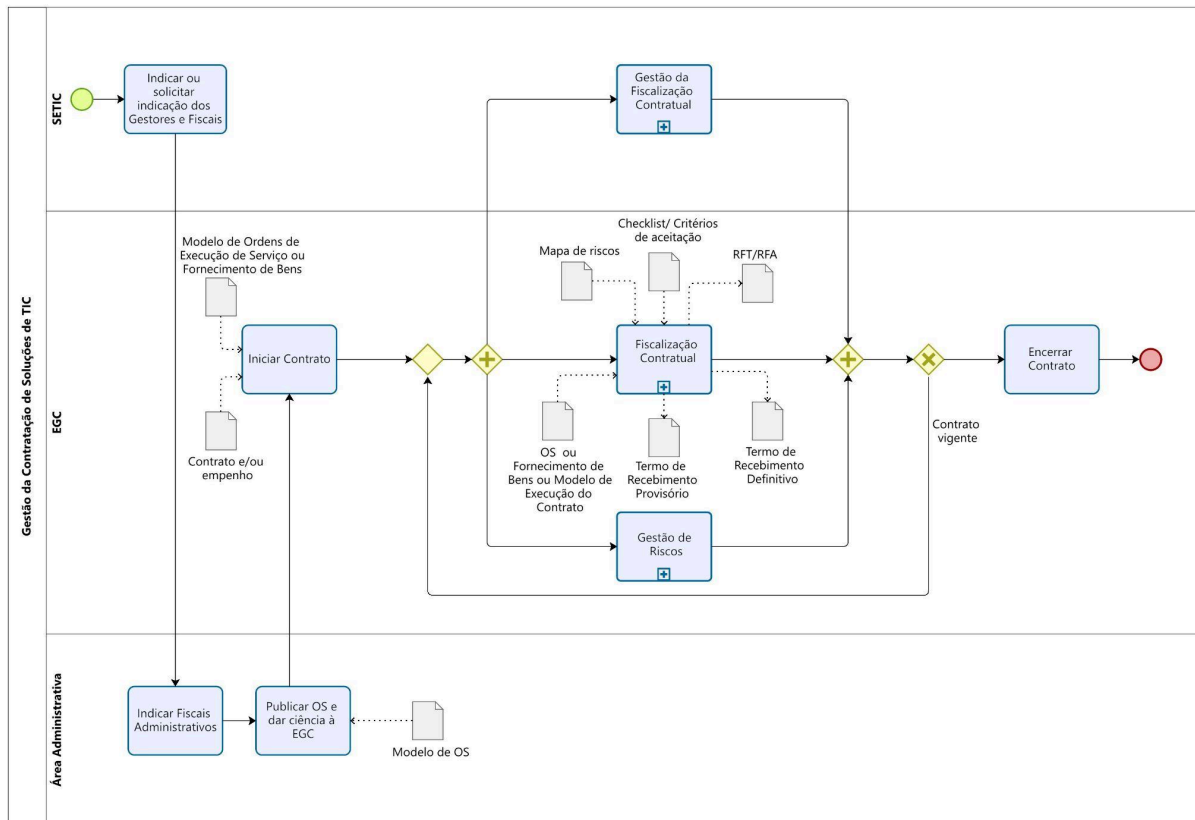 Gestão da Contratação de Soluções de TIC
SETIC
Indicar ou
solicitar
indicação dos
Gestores e Fiscais
Gestão da
Fiscalização
Contratual
EGC
Modelo de Ordens de
Execução de Serviço ou
Fornecimento de Bens
Iniciar Contrato
Contrato e/ou
empenho
Mapa de riscos
Checklist/ Critérios
de aceitação
RFT/RFA
Fiscalização
Contratual
OS ou
Fornecimento de
Bens ou Modelo de
Execução do
Contrato
Termo de
Recebimento
Provisório
Termo de
Recebimento
Definitivo
Gestão de
Riscos
Contrato
vigente
Encerrar
Contrato
Área Administrativa
Indicar Fiscais
Administrativos
Publicar OS e
dar ciência à
EGC
Modelo de OS